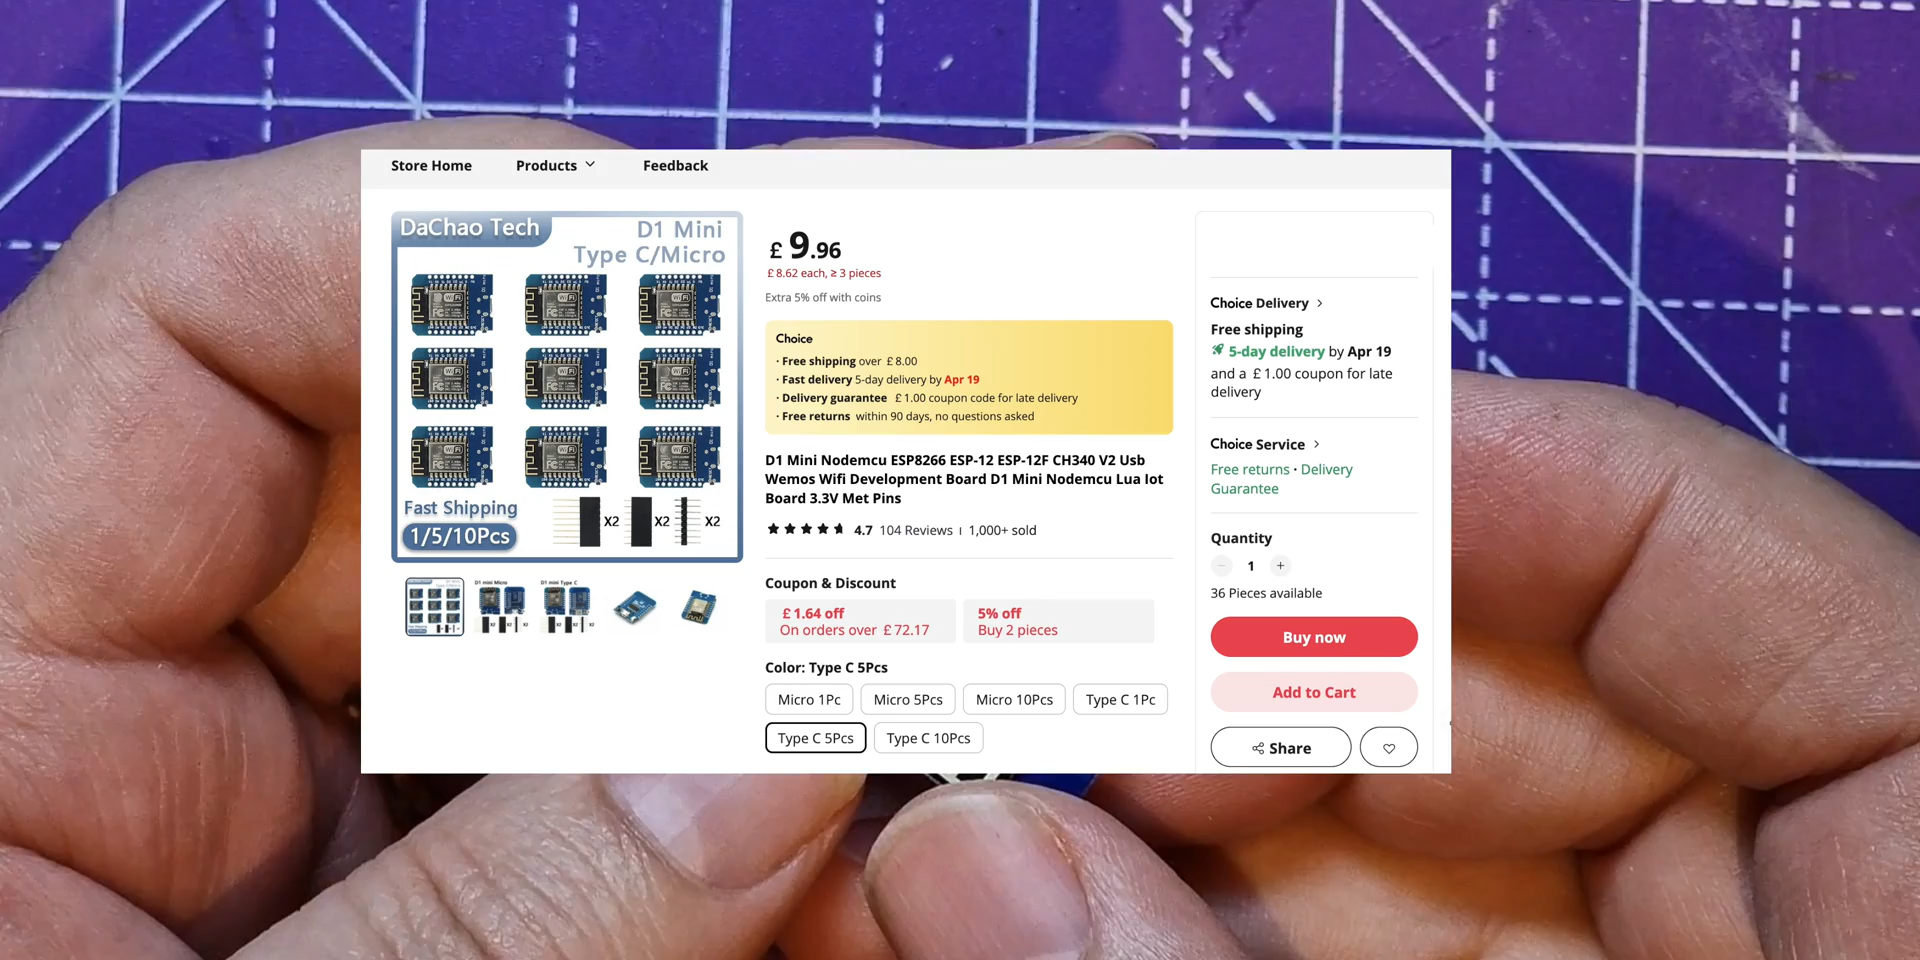 Store Home Products Feedback
DaChao Tech
D1 Mini
Type C/Micro
Fast Shipping
1/5/10Pcs
X2 X2 X2
D1 mini Micro
D1 mini Type C
£ 9.96
£ 8.62 each, ≥ 3 pieces
Extra 5% off with coins
Choice
· Free shipping over £ 8.00
· Fast delivery 5-day delivery by Apr 19
· Delivery guarantee £ 1.00 coupon code for late delivery
· Free returns within 90 days, no questions asked
D1 Mini Nodemcu ESP8266 ESP-12 ESP-12F CH340 V2 Usb
Wemos Wifi Development Board D1 Mini Nodemcu Lua Iot
Board 3.3V Met Pins
4.7 104 Reviews | 1,000+ sold
Coupon & Discount
£ 1.64 off
On orders over £ 72.17
5% off
Buy 2 pieces
Color: Type C 5Pcs
Micro 1Pc Micro 5Pcs Micro 10Pcs Type C 1Pc
Type C 5Pcs Type C 10Pcs
Choice Delivery
Free shipping
5-day delivery by Apr 19
and a £ 1.00 coupon for late
delivery
Choice Service
Free returns · Delivery
Guarantee
Quantity
1
36 Pieces available
Buy now
Add to Cart
Share